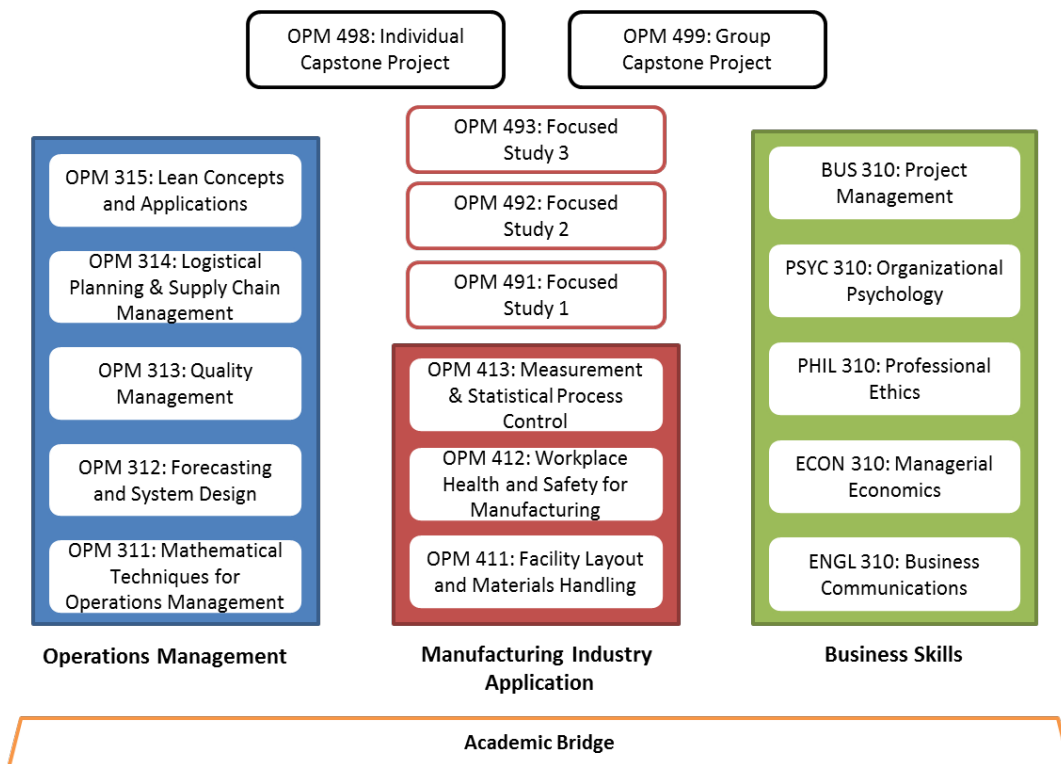 OPM 498: Individual
Capstone Project
OPM 499: Group
Capstone Project
OPM 493: Focused
Study 3
OPM 492: Focused
Study 2
OPM 491: Focused
Study 1
OPM 315: Lean Concepts
and Applications
OPM 314: Logistical
Planning & Supply Chain
Management
OPM 313: Quality
Management
OPM 312: Forecasting
and System Design
OPM 311: Mathematical
Techniques for
Operations Management
Operations Management
OPM 413: Measurement
& Statistical Process
Control
OPM 412: Workplace
Health and Safety for
Manufacturing
OPM 411: Facility Layout
and Materials Handling
Manufacturing Industry
Application
BUS 310: Project
Management
PSYC 310: Organizational
Psychology
PHIL 310: Professional
Ethics
ECON 310: Managerial
Economics
ENGL 310: Business
Communications
Business Skills
Academic Bridge